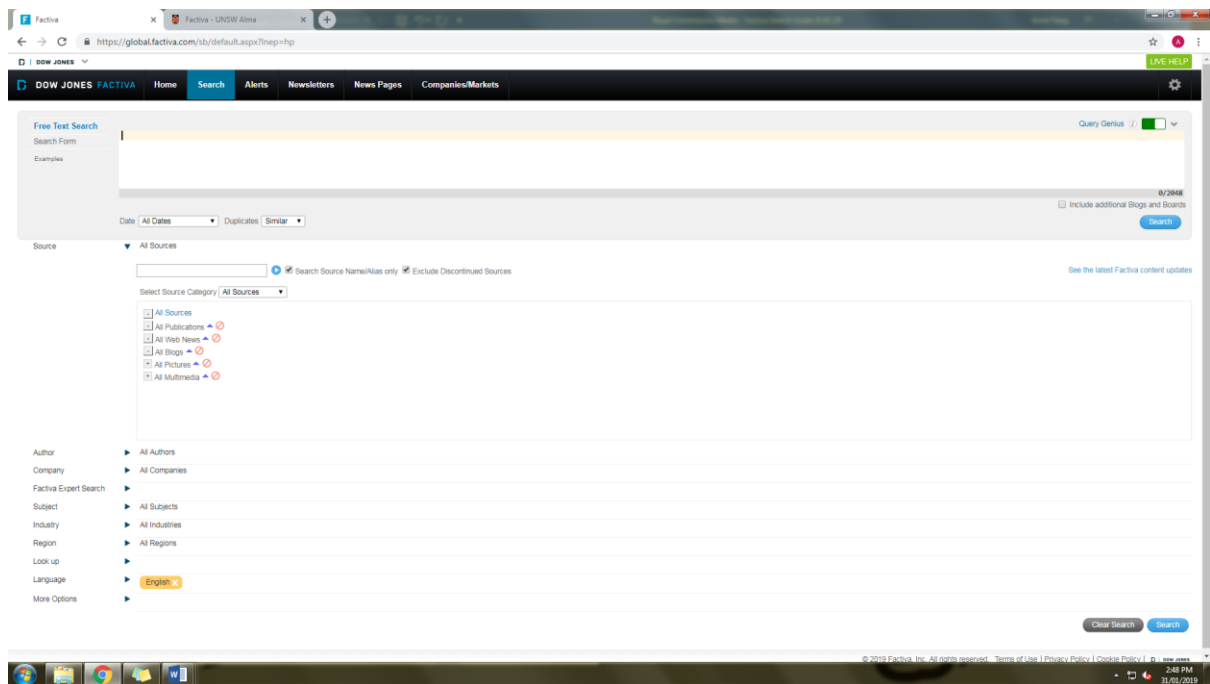 Factiva
Factiva - UNSW Alma
https://global.factiva.com/sb/default.aspx?lnep=hp
DOW JONES
LIVE HELP
DOW JONES FACTIVA Home Search Alerts Newsletters News Pages Companies/Markets
Free Text Search
Query Genius
Search Form
Examples
0/2048
Include additional Blogs and Boards
Date All Dates Duplicates Similar
Search
Source All Sources
Search Source Name/Alias only Exclude Discontinued Sources
See the latest Factiva content updates
Select Source Category All Sources
All Sources
All Publications
All Web News
All Blogs
All Pictures
All Multimedia
Author All Authors
Company All Companies
Factiva Expert Search
Subject All Subjects
Industry All Industries
Region All Regions
Look up
Language English
More Options
Clear Search Search
© 2019 Factiva, Inc. All rights reserved. Terms of Use | Privacy Policy | Cookie Policy | DOW JONES
2:48 PM
31/01/2019